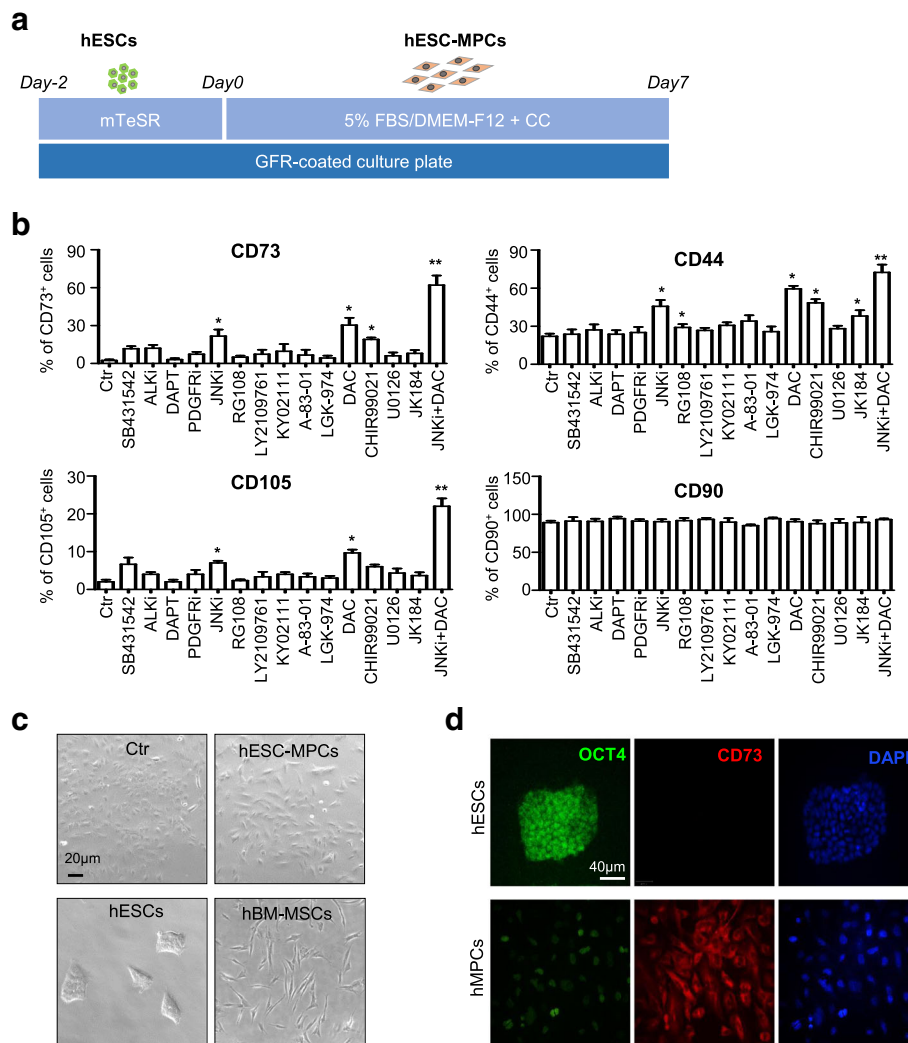 a
hESCs
hESC-MPCs
Day-2
Day0
Day7
mTeSR
5% FBS/DMEM-F12 + CC
GFR-coated culture plate
b
CD73
% of CD73⁺ cells
90
60
30
0
*
*
*
**
Ctr
SB431542
ALKi
DAPT
PDGFRi
JNKi
RG108
LY2109761
KY02111
A-83-01
LGK-974
DAC
CHIR99021
U0126
JK184
JNKi+DAC
CD44
% of CD44⁺ cells
90
60
30
0
*
*
*
*
*
**
Ctr
SB431542
ALKi
DAPT
PDGFRi
JNKi
RG108
LY2109761
KY02111
A-83-01
LGK-974
DAC
CHIR99021
U0126
JK184
JNKi+DAC
CD105
% of CD105⁺ cells
30
20
10
0
*
*
**
Ctr
SB431542
ALKi
DAPT
PDGFRi
JNKi
RG108
LY2109761
KY02111
A-83-01
LGK-974
DAC
CHIR99021
U0126
JK184
JNKi+DAC
CD90
% of CD90⁺ cells
150
100
50
0
Ctr
SB431542
ALKi
DAPT
PDGFRi
JNKi
RG108
LY2109761
KY02111
A-83-01
LGK-974
DAC
CHIR99021
U0126
JK184
JNKi+DAC
c
Ctr
20μm
hESC-MPCs
hESCs
hBM-MSCs
d
OCT4
CD73
DAPI
hESCs
40μm
hMPCs